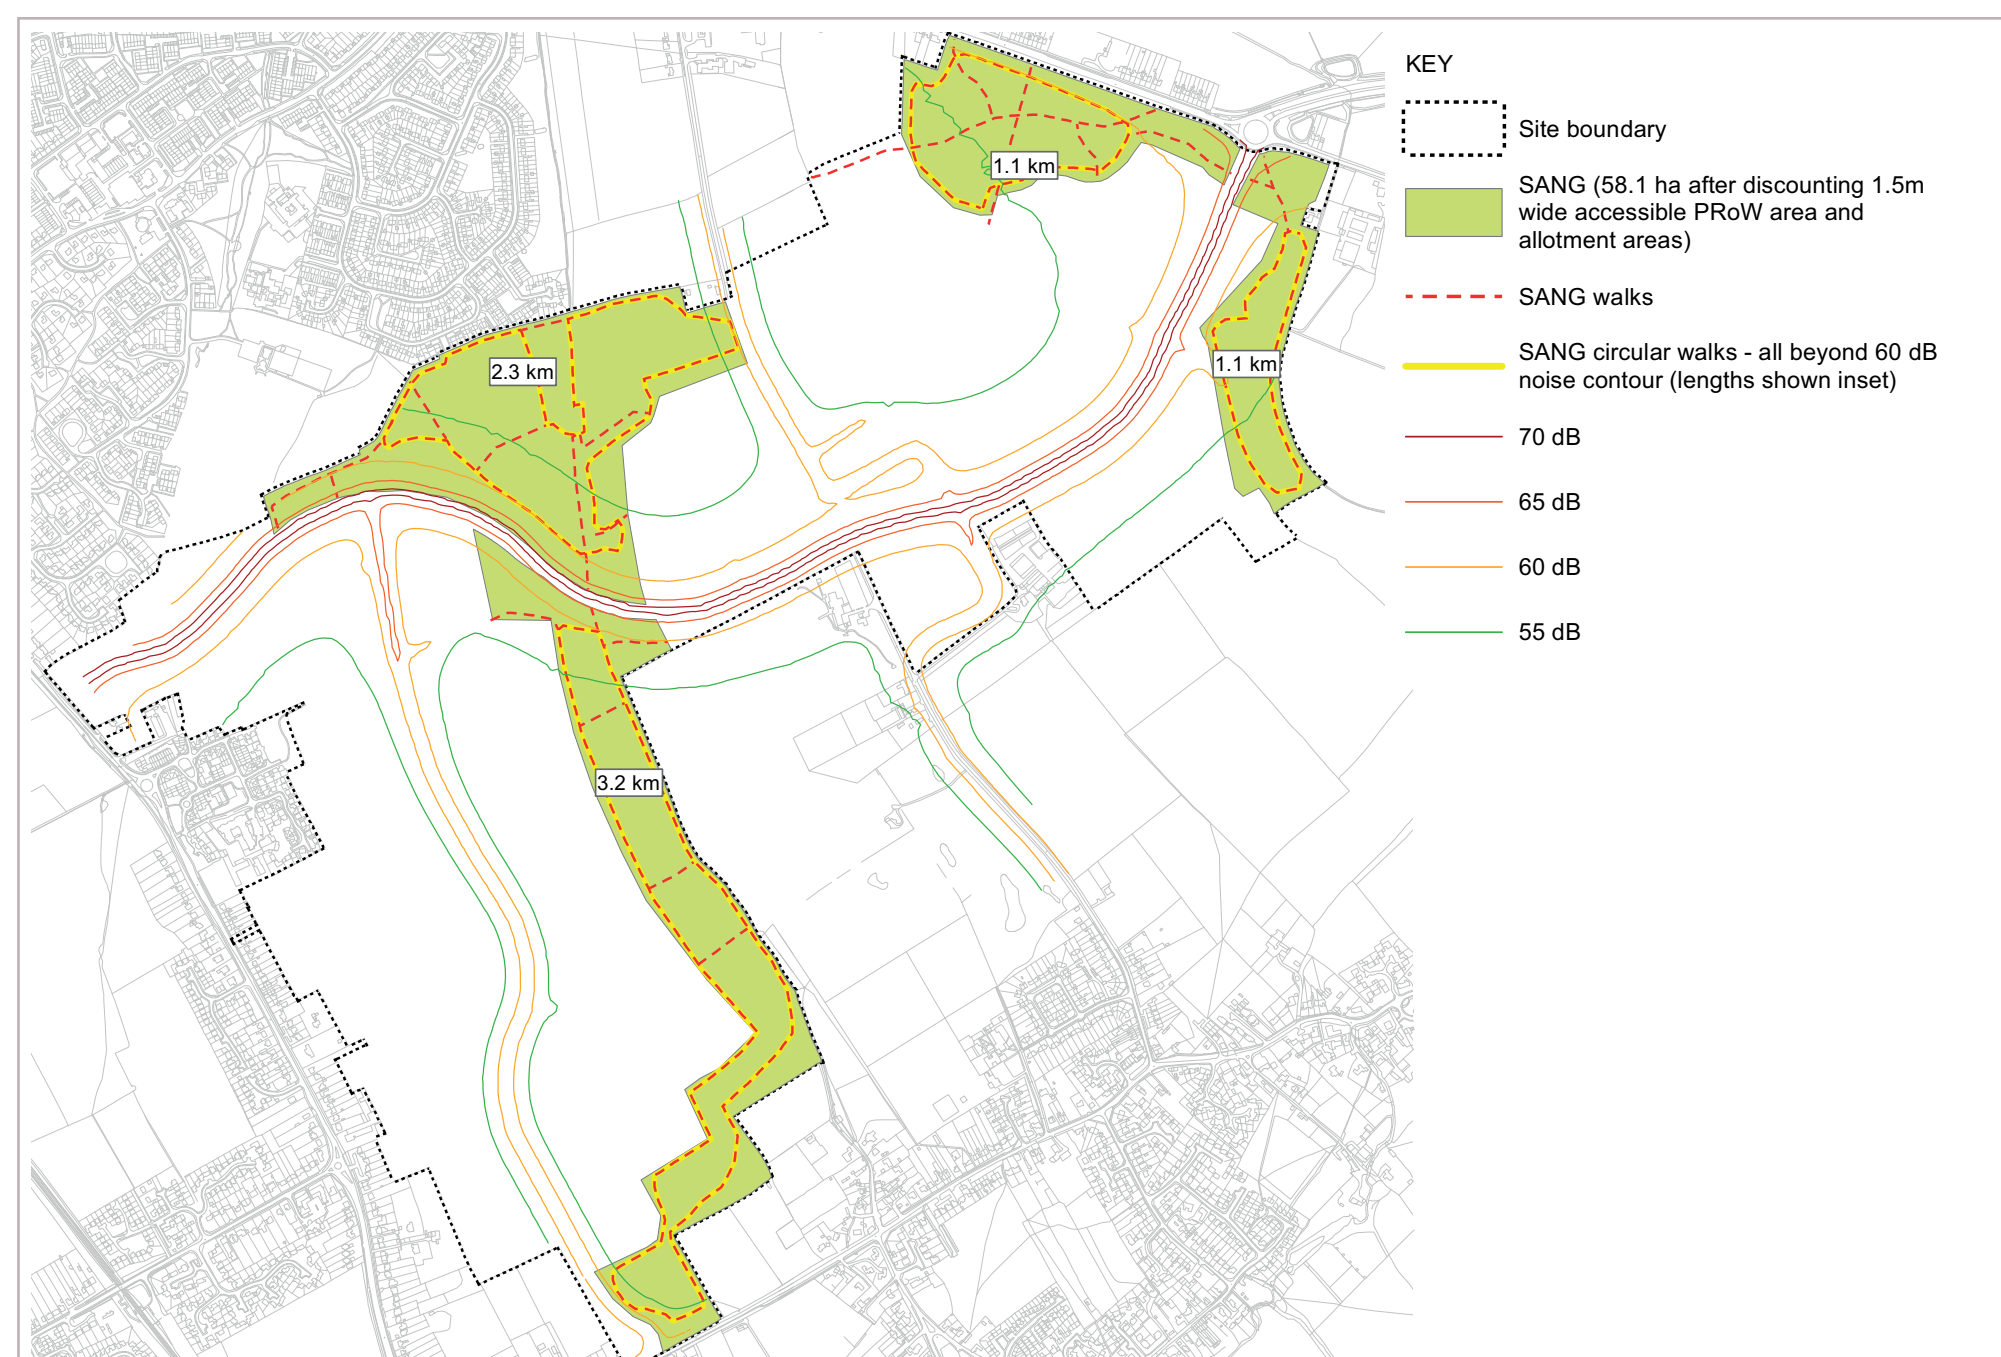 KEY
Site boundary
SANG (58.1 ha after discounting 1.5m
wide accessible PRoW area and
allotment areas)
SANG walks
SANG circular walks - all beyond 60 dB
noise contour (lengths shown inset)
70 dB
65 dB
60 dB
55 dB
1.1 km
2.3 km
1.1 km
3.2 km